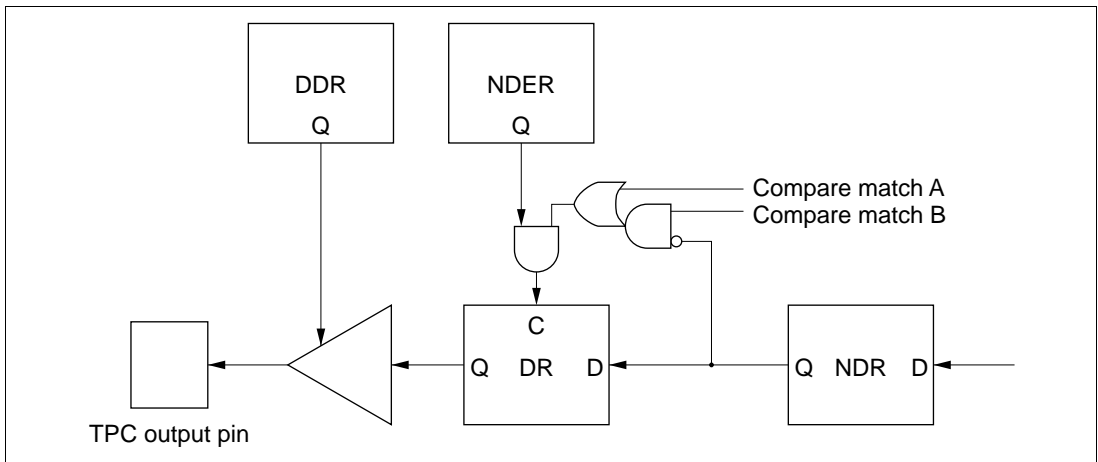 DDR
Q
NDER
Q
Compare match A
Compare match B
C
Q DR D
Q NDR D
TPC output pin